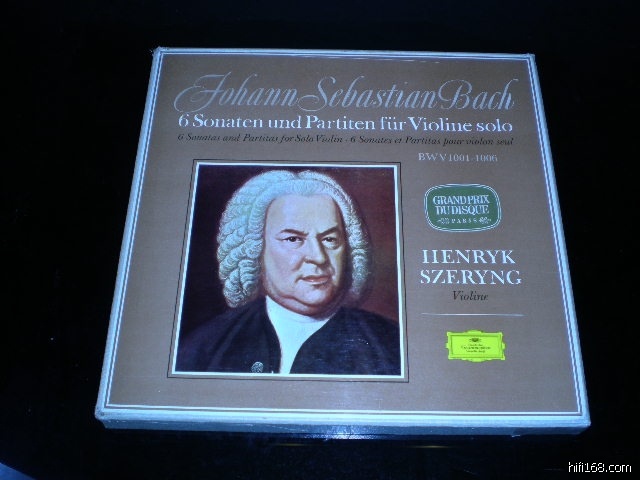 Johann Sebastian Bach
6 Sonaten und Partiten für Violine solo
6 Sonatas and Partitas for Solo Violin · 6 Sonates et Partitas pour violon seul
BWV 1001-1006
GRAND PRIX
DU DISQUE
PARIS
HENRYK
SZERYNG
Violine
hifi168.com